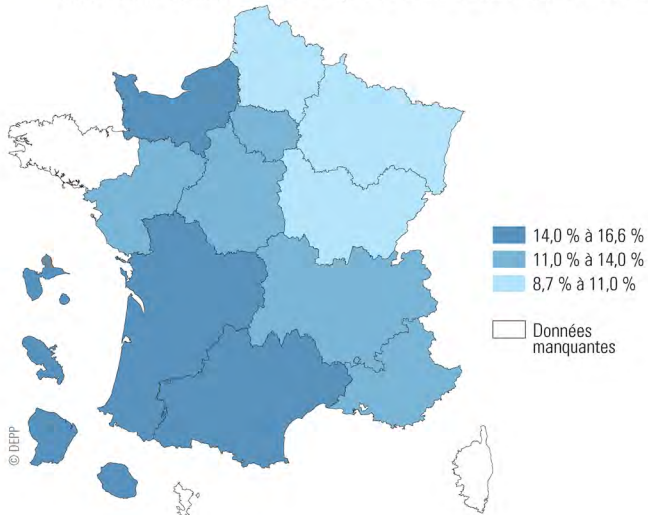 14,0 % à 16,6 %
11,0 % à 14,0 %
8,7 % à 11,0 %
Données
manquantes
© DEPP